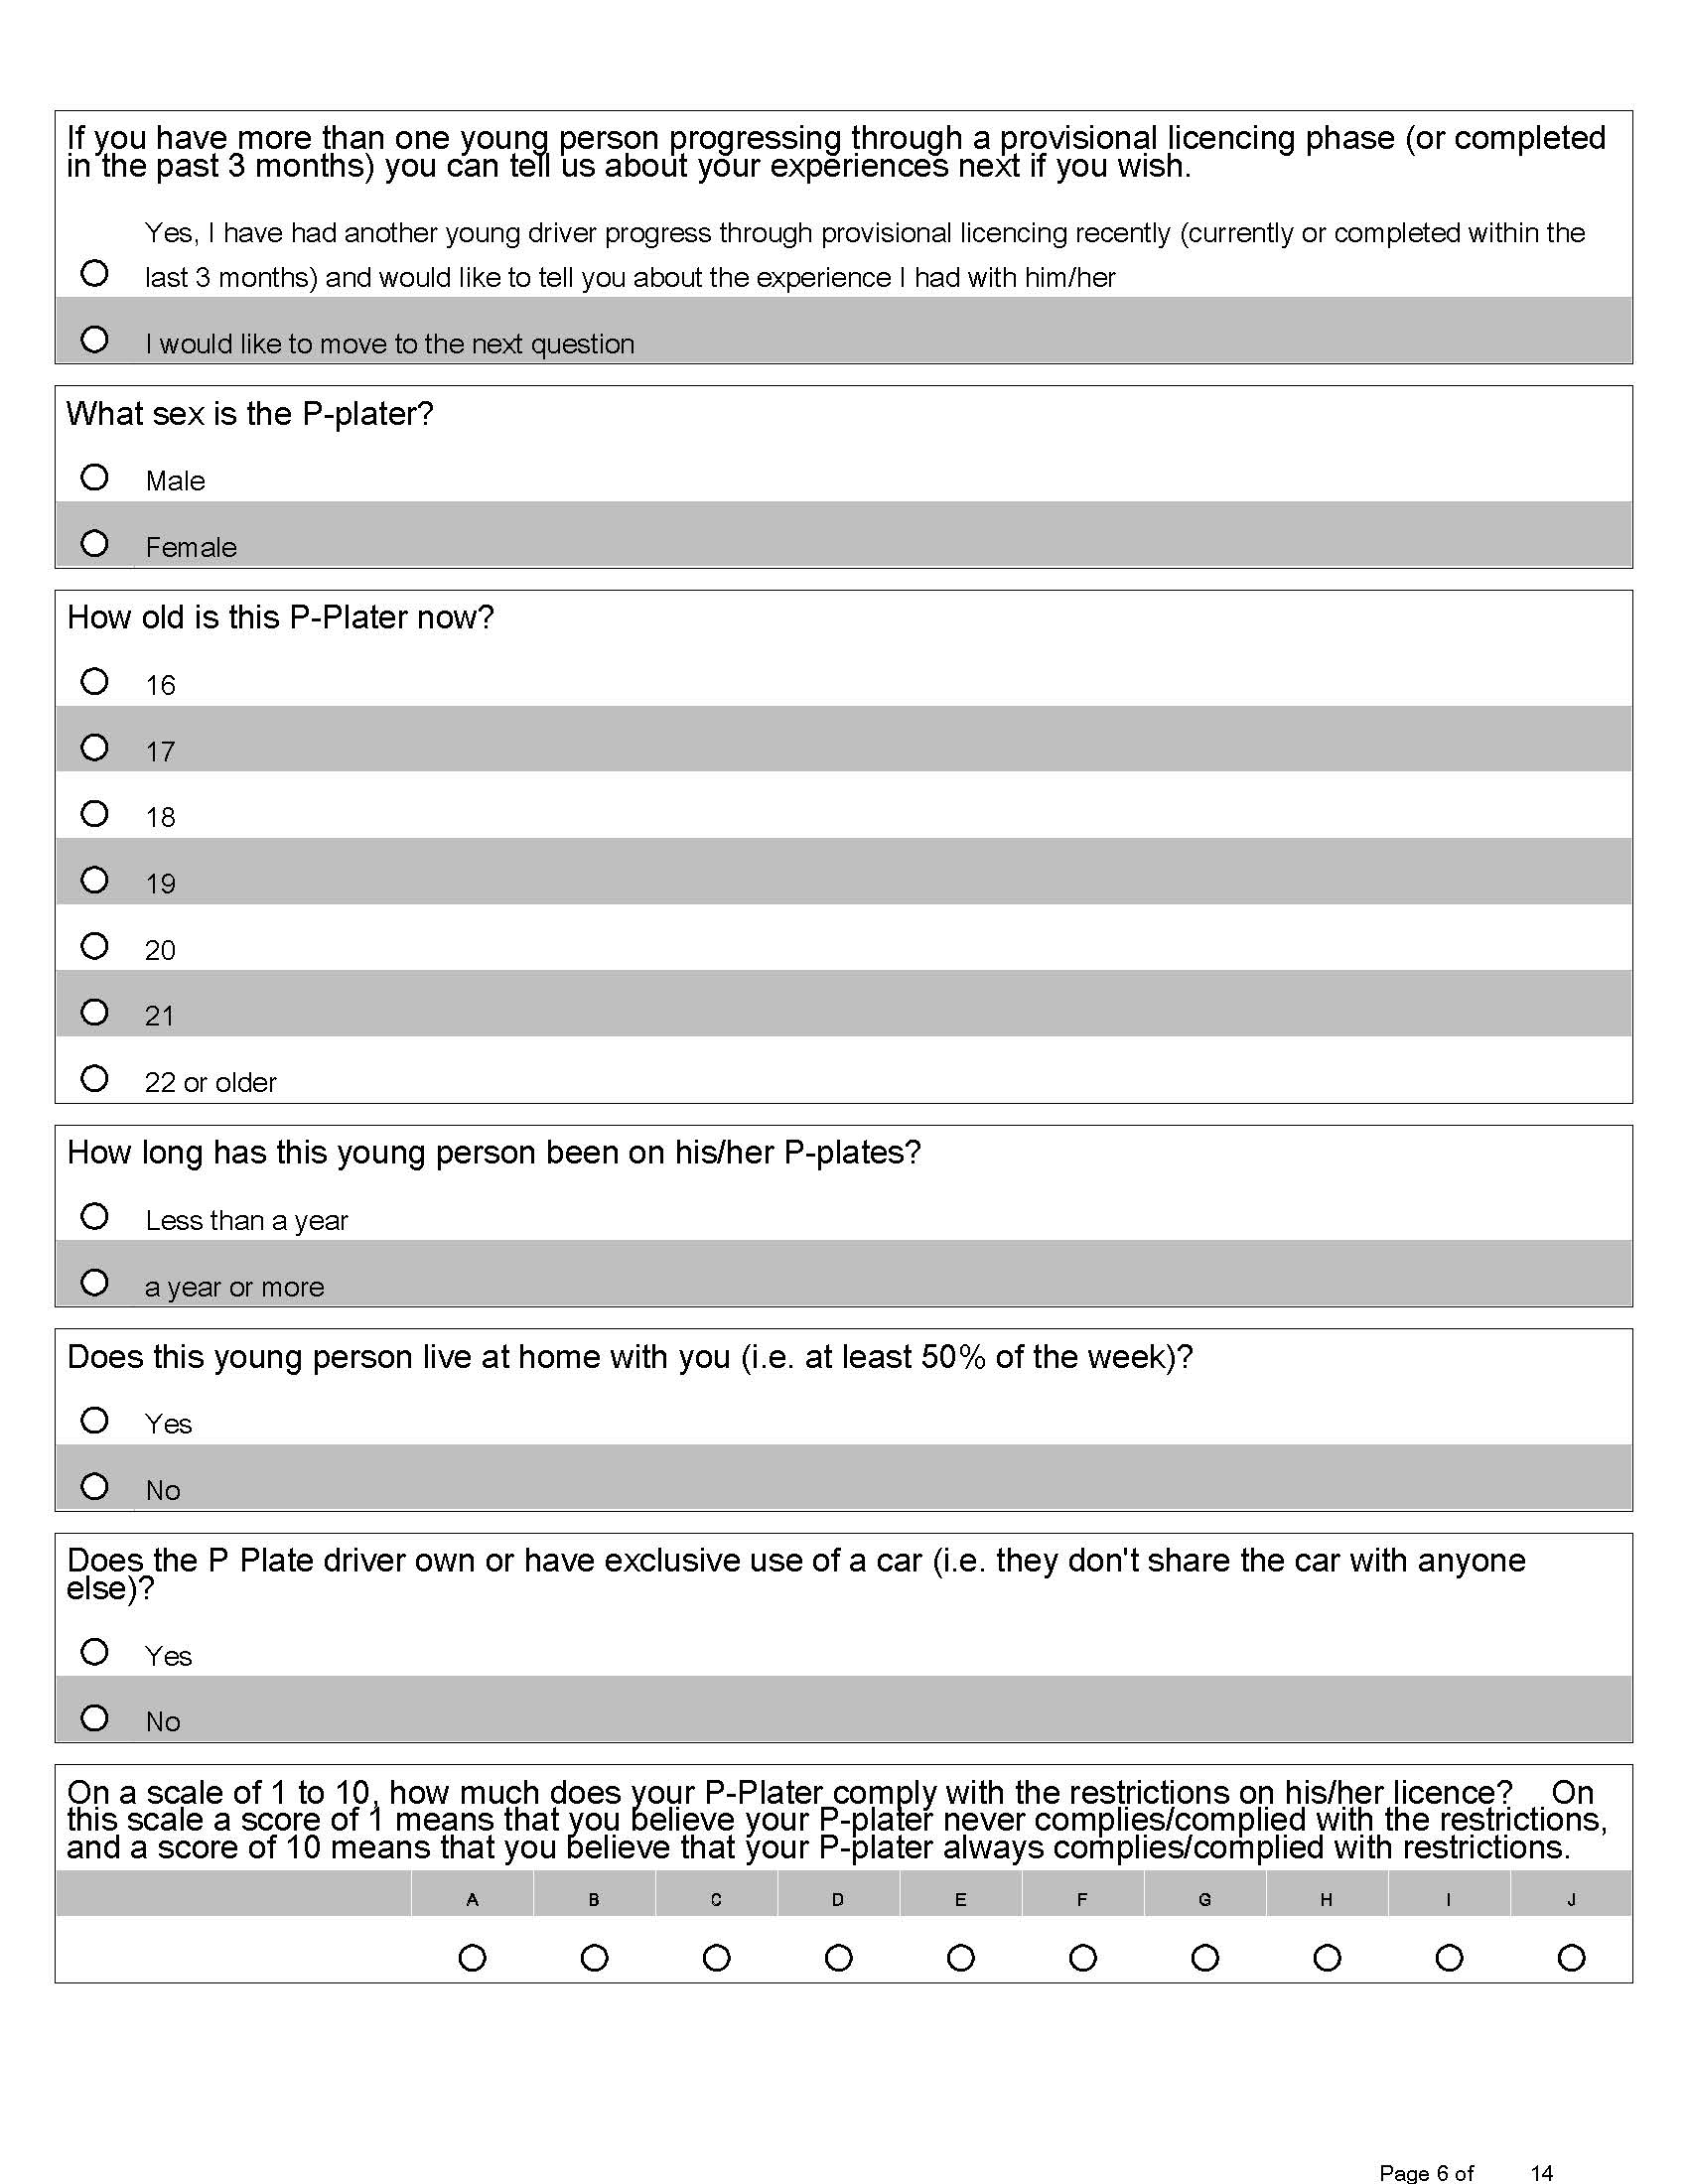 If you have more than one young person progressing through a provisional licencing phase (or completed
in the past 3 months) you can tell us about your experiences next if you wish.
Yes, I have had another young driver progress through provisional licencing recently (currently or completed within the
last 3 months) and would like to tell you about the experience I had with him/her
I would like to move to the next question
What sex is the P-plater?
Male
Female
How old is this P-Plater now?
16
17
18
19
20
21
22 or older
How long has this young person been on his/her P-plates?
Less than a year
a year or more
Does this young person live at home with you (i.e. at least 50% of the week)?
Yes
No
Does the P Plate driver own or have exclusive use of a car (i.e. they don't share the car with anyone
else)?
Yes
No
On a scale of 1 to 10, how much does your P-Plater comply with the restrictions on his/her licence? On
this scale a score of 1 means that you believe your P-plater never complies/complied with the restrictions,
and a score of 10 means that you believe that your P-plater always complies/complied with restrictions.
A B C D E F G H I J
Page 6 of 14